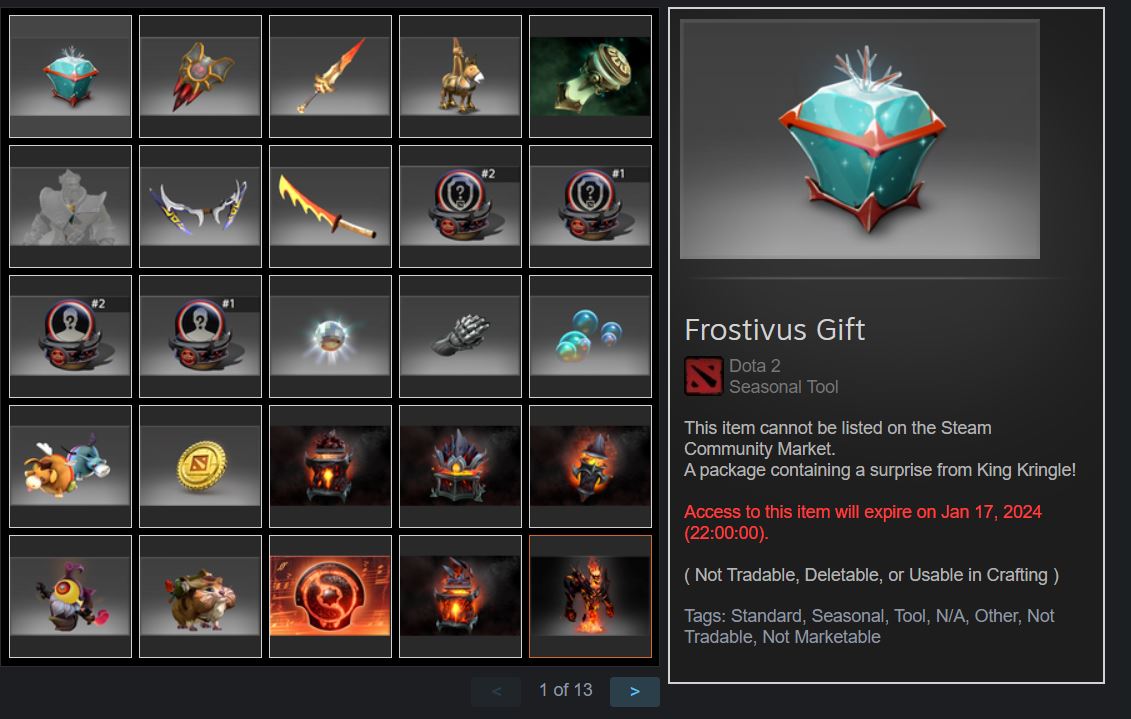 #2
#1
#2
#1
< 1 of 13 >
Frostivus Gift
Dota 2
Seasonal Tool
This item cannot be listed on the Steam
Community Market.
A package containing a surprise from King Kringle!
Access to this item will expire on Jan 17, 2024
(22:00:00).
( Not Tradable, Deletable, or Usable in Crafting )
Tags: Standard, Seasonal, Tool, N/A, Other, Not
Tradable, Not Marketable